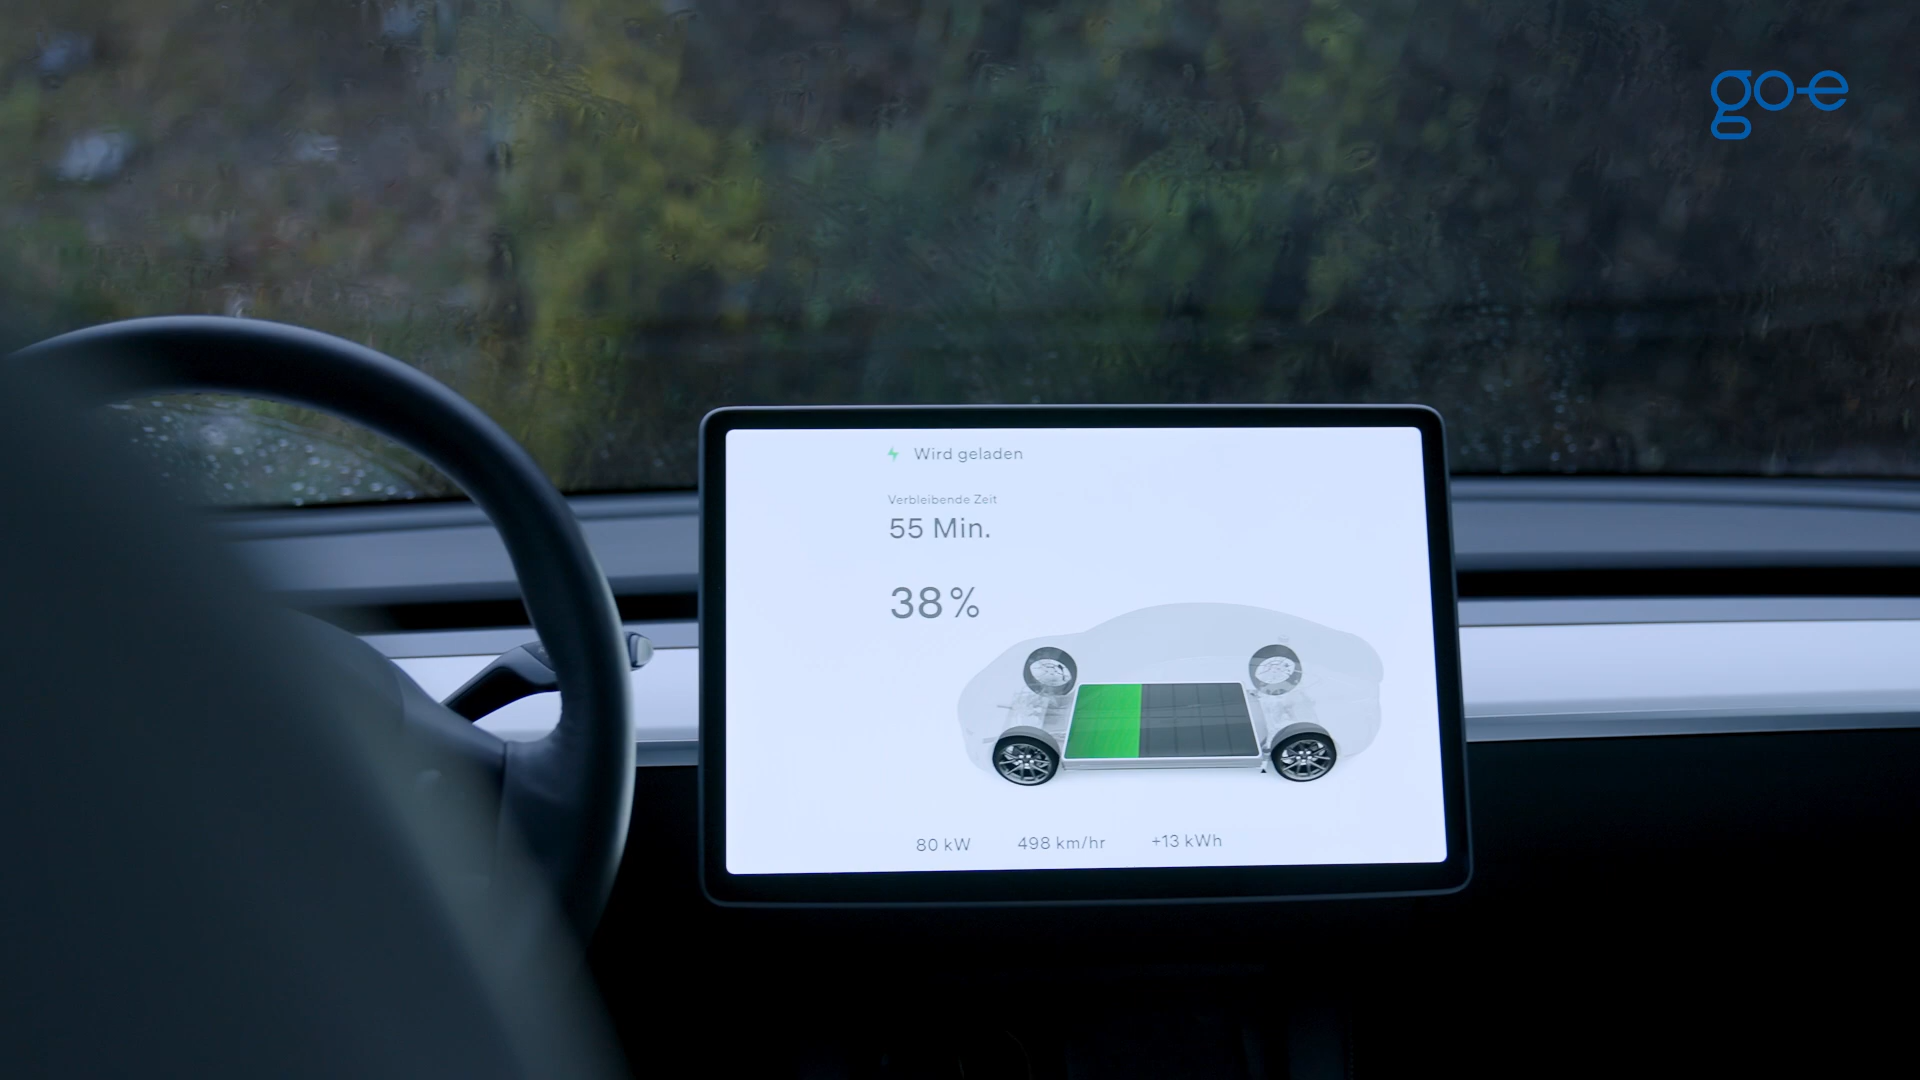 go-e
Wird geladen
Verbleibende Zeit
55 Min.
38 %
80 kW 498 km/hr +13 kWh